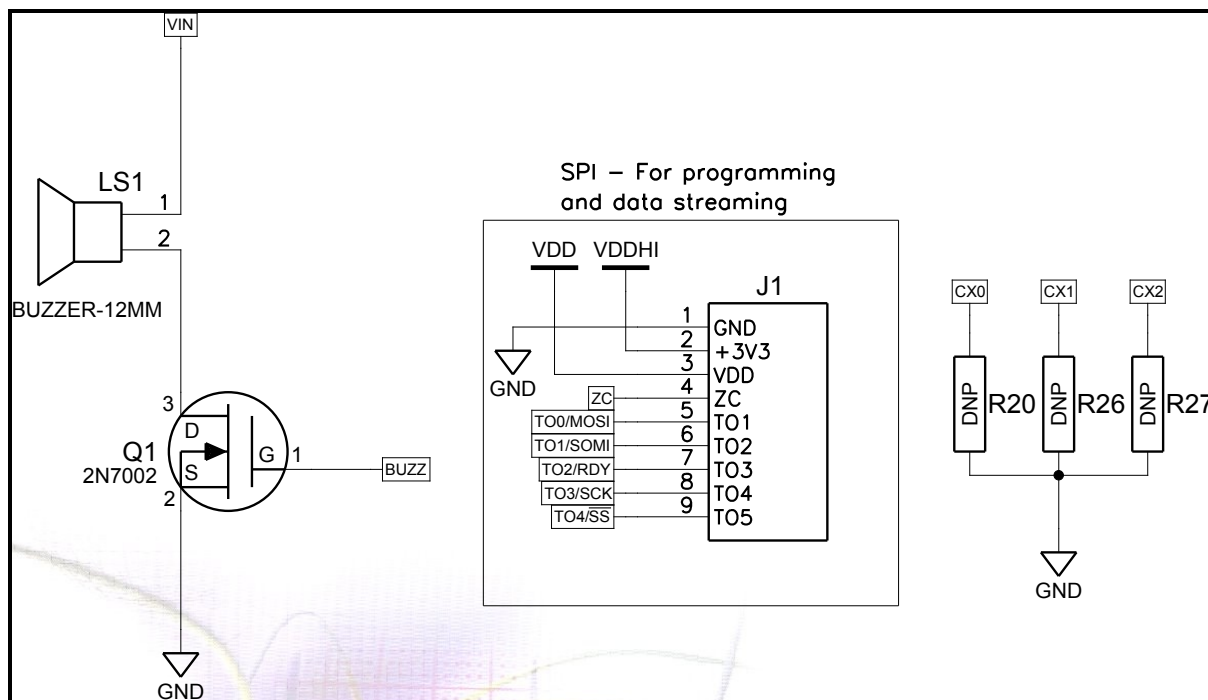 VIN
LS1
1
2
BUZZER-12MM
3
D
Q1
2N7002
S
G
1
BUZZ
2
GND
SPI – For programming
and data streaming
VDD VDDHI
J1
1 GND
2 +3V3
GND
3 VDD
ZC 4 ZC
TO0/MOSI 5 TO1
TO1/SOMI 6 TO2
TO2/RDY 7 TO3
TO3/SCK 8 TO4
TO4/S̅S̅ 9 TO5
CX0 CX1 CX2
DNP R20 DNP R26 DNP R27
GND